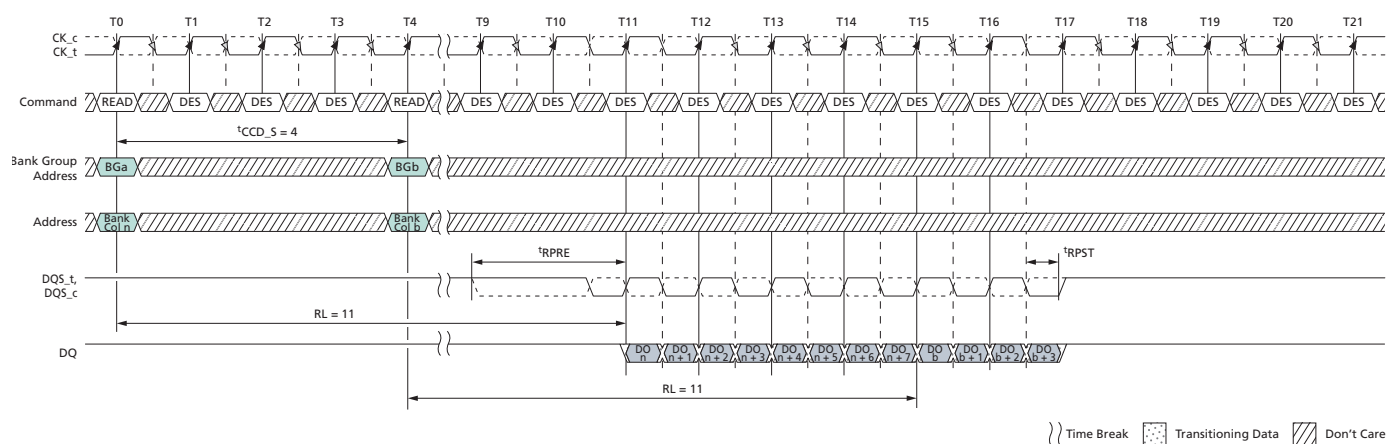 T0 T1 T2 T3 T4 T9 T10 T11 T12 T13 T14 T15 T16 T17 T18 T19 T20 T21
CK_c
CK_t
Command READ DES DES DES READ DES DES DES DES DES DES DES DES DES DES DES DES DES
tCCD_S = 4
Bank Group
Address
BGa BGb
Address
Bank
Col n
Bank
Col b
tRPRE tRPST
DQS_t,
DQS_c
RL = 11
DQ
DO
n
DO
n + 1
DO
n + 2
DO
n + 3
DO
n + 4
DO
n + 5
DO
n + 6
DO
n + 7
DO
b
DO
b + 1
DO
b + 2
DO
b + 3
RL = 11
Time Break Transitioning Data Don't Care